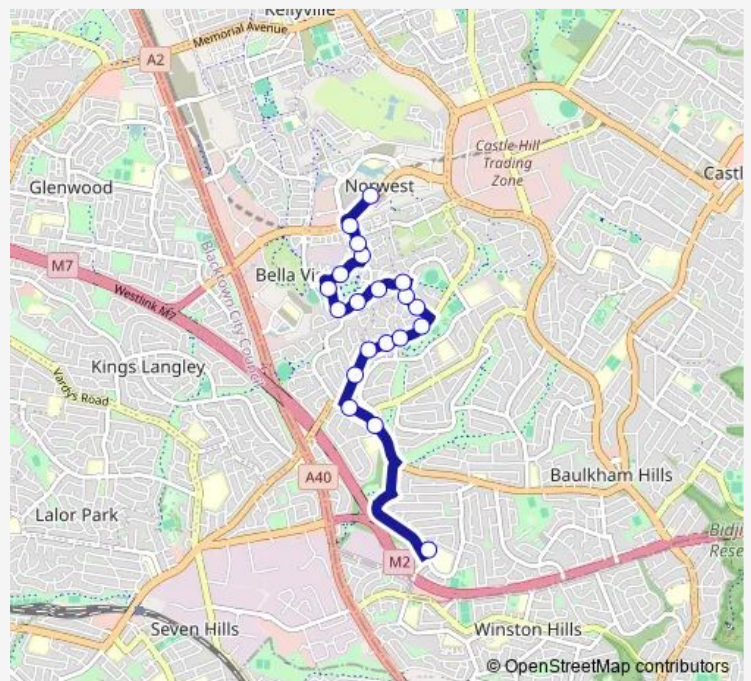 Kellyville
Memorial Avenue
A2
Castle Hill
Trading
Zone
Castl
Glenwood
Norwest
M7
Westlink M7
Blacktown City Council
Bella Vi
Kings Langley
Vardys Road
A40
Baulkham Hills
Lalor Park
Bidji
Rese
M2
Seven Hills
Winston Hills
© OpenStreetMap contributors